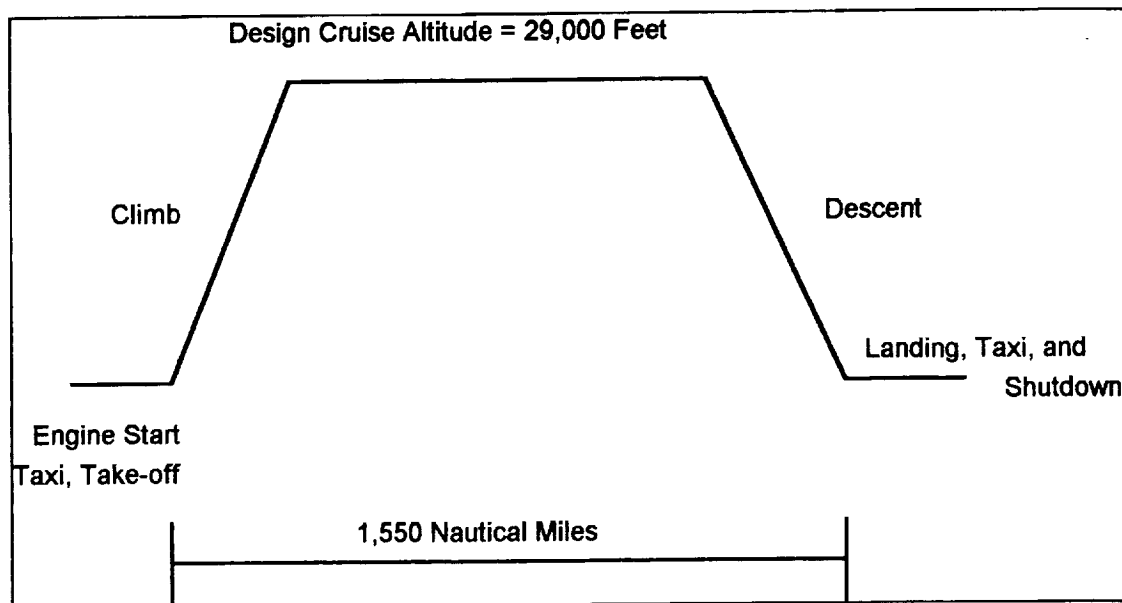 Design Cruise Altitude = 29,000 Feet
Climb
Descent
Landing, Taxi, and
Shutdown
Engine Start
Taxi, Take-off
1,550 Nautical Miles